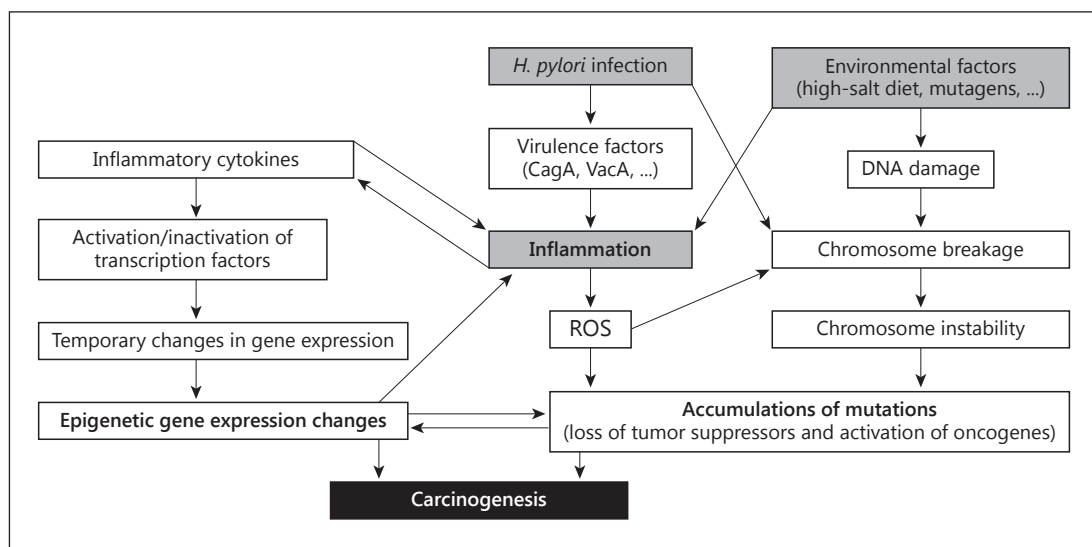 H. pylori infection
Environmental factors
(high-salt diet, mutagens, ...)
Inflammatory cytokines
Virulence factors
(CagA, VacA, ...)
DNA damage
Activation/inactivation of
transcription factors
Inflammation
Chromosome breakage
Temporary changes in gene expression
ROS
Chromosome instability
Epigenetic gene expression changes
Accumulations of mutations
(loss of tumor suppressors and activation of oncogenes)
Carcinogenesis